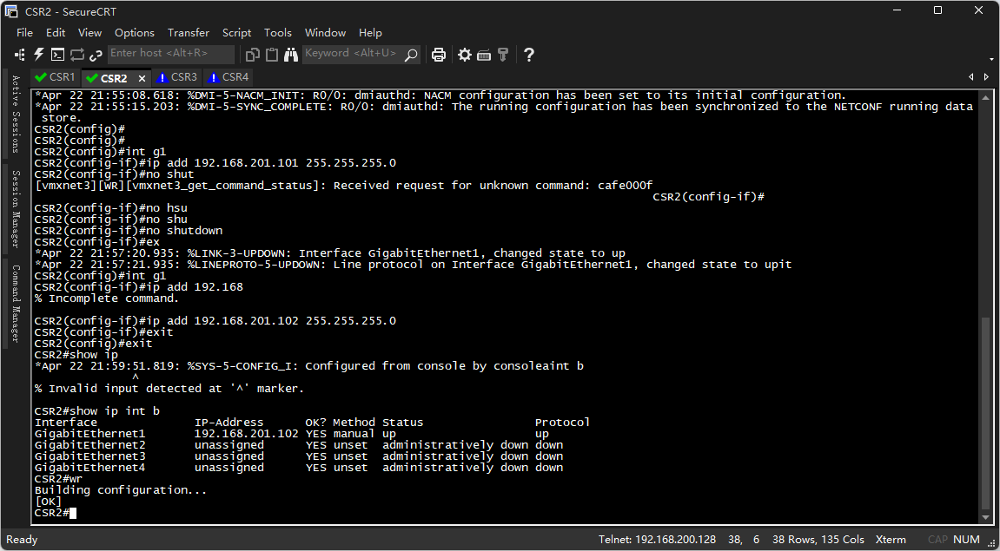 CSR2 - SecureCRT
File Edit View Options Transfer Script Tools Window Help
Enter host <Alt+R> Keyword <Alt+U>
CSR1 CSR2 CSR3 CSR4
Active Sessions
Session Manager
Command Manager
*Apr 22 21:55:08.618: %DMI-5-NACM_INIT: R0/0: dmiauthd: NACM configuration has been set to its initial configuration.
*Apr 22 21:55:15.203: %DMI-5-SYNC_COMPLETE: R0/0: dmiauthd: The running configuration has been synchronized to the NETCONF running data
 store.
CSR2(config)#
CSR2(config)#
CSR2(config)#int g1
CSR2(config-if)#ip add 192.168.201.101 255.255.255.0
CSR2(config-if)#no shut
[vmxnet3][WR][vmxnet3_get_command_status]: Received request for unknown command: cafe000f
CSR2(config-if)#
CSR2(config-if)#no hsu
CSR2(config-if)#no shu
CSR2(config-if)#no shutdown
CSR2(config-if)#ex
*Apr 22 21:57:20.935: %LINK-3-UPDOWN: Interface GigabitEthernet1, changed state to up
*Apr 22 21:57:21.935: %LINEPROTO-5-UPDOWN: Line protocol on Interface GigabitEthernet1, changed state to upit
CSR2(config)#int g1
CSR2(config-if)#ip add 192.168
% Incomplete command.
CSR2(config-if)#ip add 192.168.201.102 255.255.255.0
CSR2(config-if)#exit
CSR2(config)#exit
CSR2#show ip
*Apr 22 21:59:51.819: %SYS-5-CONFIG_I: Configured from console by consoleaint b
^
% Invalid input detected at '^' marker.
CSR2#show ip int b
Interface IP-Address OK? Method Status Protocol
GigabitEthernet1 192.168.201.102 YES manual up up
GigabitEthernet2 unassigned YES unset administratively down down
GigabitEthernet3 unassigned YES unset administratively down down
GigabitEthernet4 unassigned YES unset administratively down down
CSR2#wr
Building configuration...
[OK]
CSR2#
Ready Telnet: 192.168.200.128 38, 6 38 Rows, 135 Cols Xterm CAP NUM